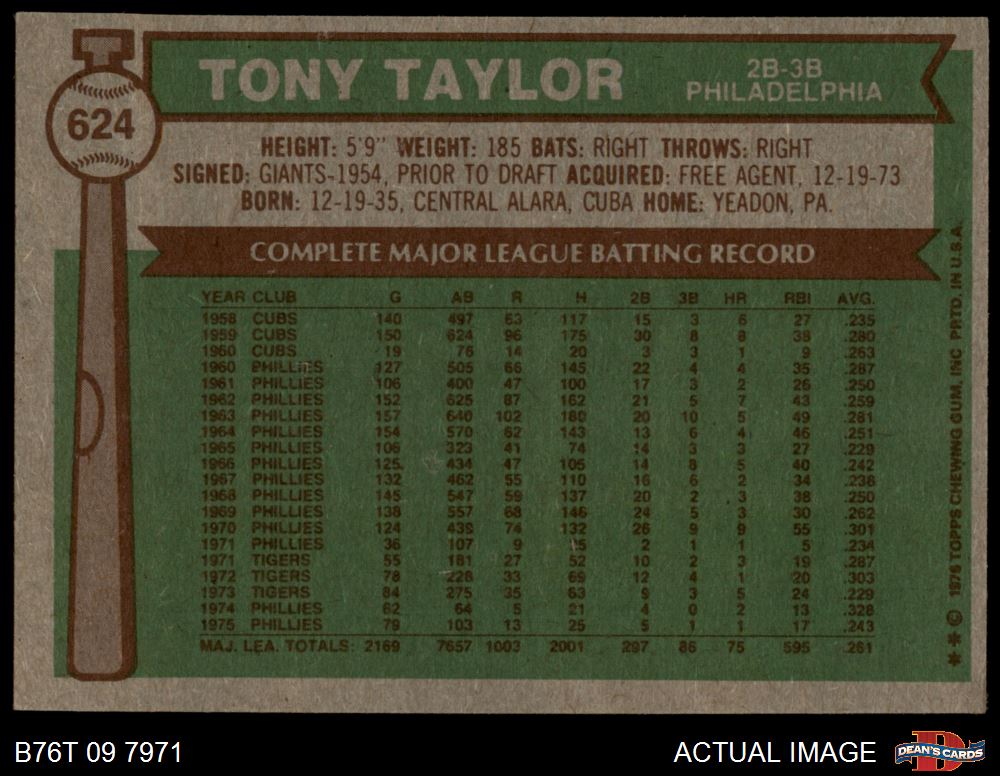 TONY TAYLOR
2B-3B
PHILADELPHIA
624
HEIGHT: 5'9" WEIGHT: 185 BATS: RIGHT THROWS: RIGHT
SIGNED: GIANTS-1954, PRIOR TO DRAFT ACQUIRED: FREE AGENT, 12-19-73
BORN: 12-19-35, CENTRAL ALARA, CUBA HOME: YEADON, PA.
COMPLETE MAJOR LEAGUE BATTING RECORD
YEAR CLUB G AB R H 2B 3B HR RBI AVG.
1958 CUBS 140 497 63 117 15 3 6 27 .235
1959 CUBS 150 624 96 175 30 8 8 38 .280
1960 CUBS 19 76 14 20 3 3 1 9 .263
1960 PHILLIES 127 505 66 145 22 4 4 35 .287
1961 PHILLIES 106 400 47 100 17 3 2 26 .250
1962 PHILLIES 152 625 87 162 21 5 7 43 .259
1963 PHILLIES 157 640 102 180 20 10 5 49 .281
1964 PHILLIES 154 570 62 143 13 6 4 46 .251
1965 PHILLIES 106 323 41 74 14 3 3 27 .229
1966 PHILLIES 125 434 47 105 14 8 5 40 .242
1967 PHILLIES 132 462 55 110 16 6 2 34 .238
1968 PHILLIES 145 547 59 137 20 2 3 38 .250
1969 PHILLIES 138 557 68 146 24 5 3 30 .262
1970 PHILLIES 124 439 74 132 26 9 9 55 .301
1971 PHILLIES 36 107 9 25 2 1 1 5 .234
1971 TIGERS 55 181 27 52 10 2 3 19 .287
1972 TIGERS 78 228 33 69 12 4 1 20 .303
1973 TIGERS 84 275 35 63 9 3 5 24 .229
1974 PHILLIES 62 64 5 21 4 0 2 13 .328
1975 PHILLIES 79 103 13 25 5 1 1 17 .243
MAJ. LEA. TOTALS: 2169 7657 1003 2001 297 86 75 595 .261
* * © 1976 TOPPS CHEWING GUM, INC PRTD. IN U.S.A.
B76T 09 7971
ACTUAL IMAGE
DEAN'S CARDS